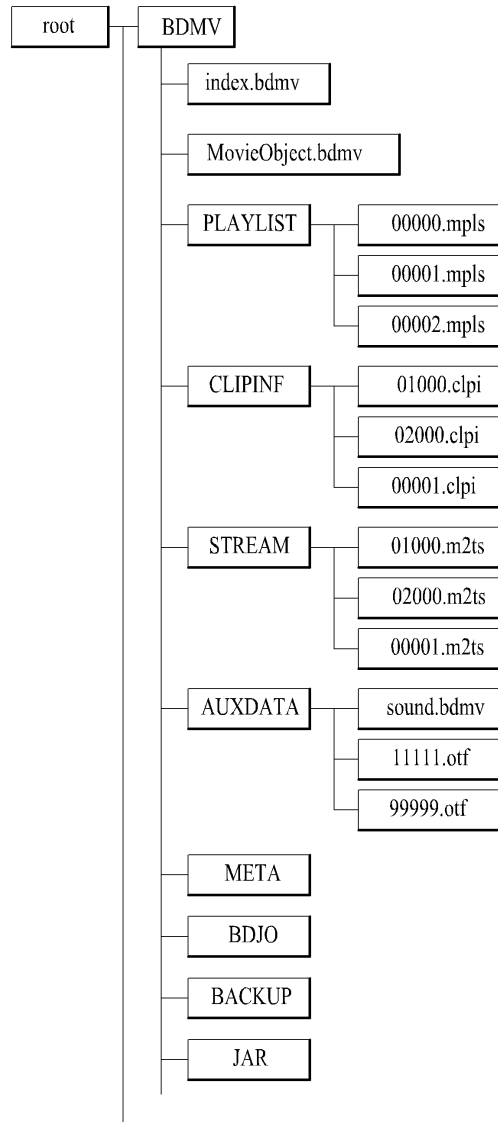 root
BDMV
index.bdmv
MovieObject.bdmv
PLAYLIST
00000.mpls
00001.mpls
00002.mpls
CLIPINF
01000.clpi
02000.clpi
00001.clpi
STREAM
01000.m2ts
02000.m2ts
00001.m2ts
AUXDATA
sound.bdmv
11111.otf
99999.otf
META
BDJO
BACKUP
JAR